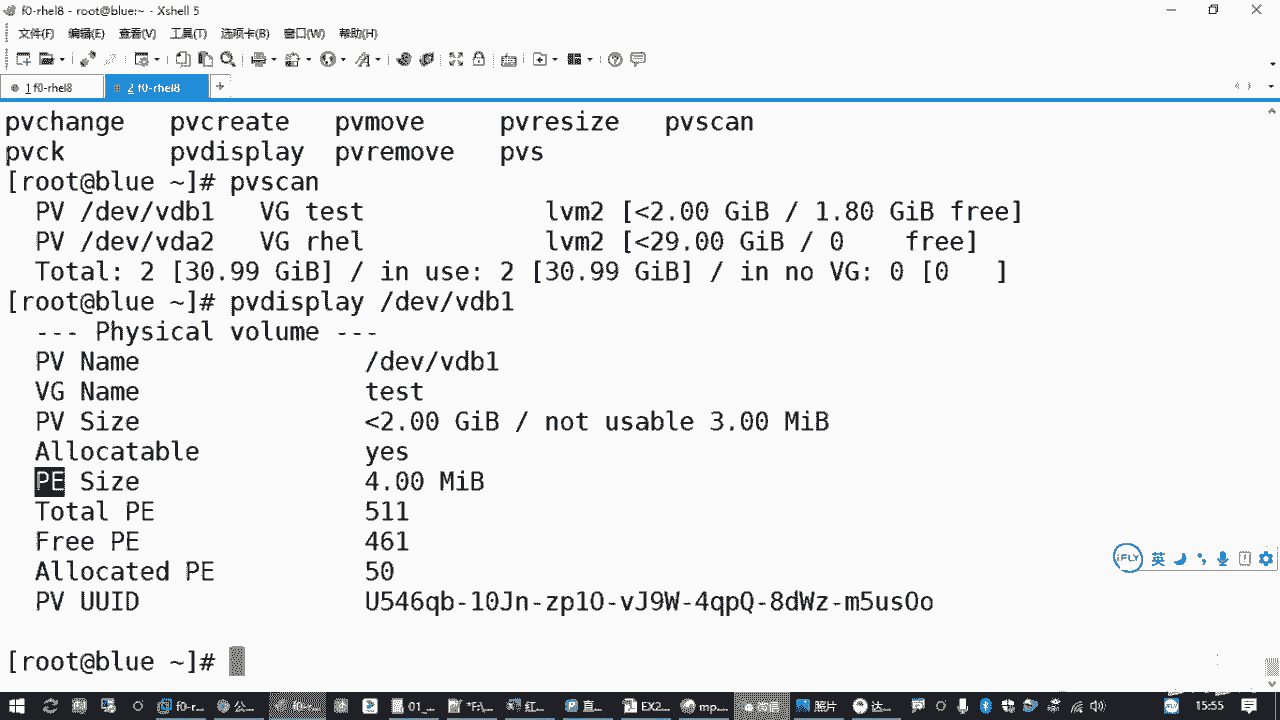 f0-rhel8 - root@blue:~ - Xshell 5
文件(F) 编辑(E) 查看(V) 工具(T) 选项卡(B) 窗口(W) 帮助(H)
1 f0-rhel8 2 f0-rhel8 +
pvchange pvcreate pvmove pvresize pvscan
pvck pvdisplay pvremove pvs
[root@blue ~]# pvscan
PV /dev/vdb1 VG test lvm2 [<2.00 GiB / 1.80 GiB free]
PV /dev/vda2 VG rhel lvm2 [<29.00 GiB / 0 free]
Total: 2 [30.99 GiB] / in use: 2 [30.99 GiB] / in no VG: 0 [0 ]
[root@blue ~]# pvdisplay /dev/vdb1
--- Physical volume ---
PV Name /dev/vdb1
VG Name test
PV Size <2.00 GiB / not usable 3.00 MiB
Allocatable yes
PE Size 4.00 MiB
Total PE 511
Free PE 461
Allocated PE 50
PV UUID U546qb-10Jn-zp1O-vJ9W-4qpQ-8dWz-m5usOo
[root@blue ~]#
iFLY 英
f0-r... 公... f0... 01_... "F/... 红... 直... EX2... mp... 照片 达... 15:55